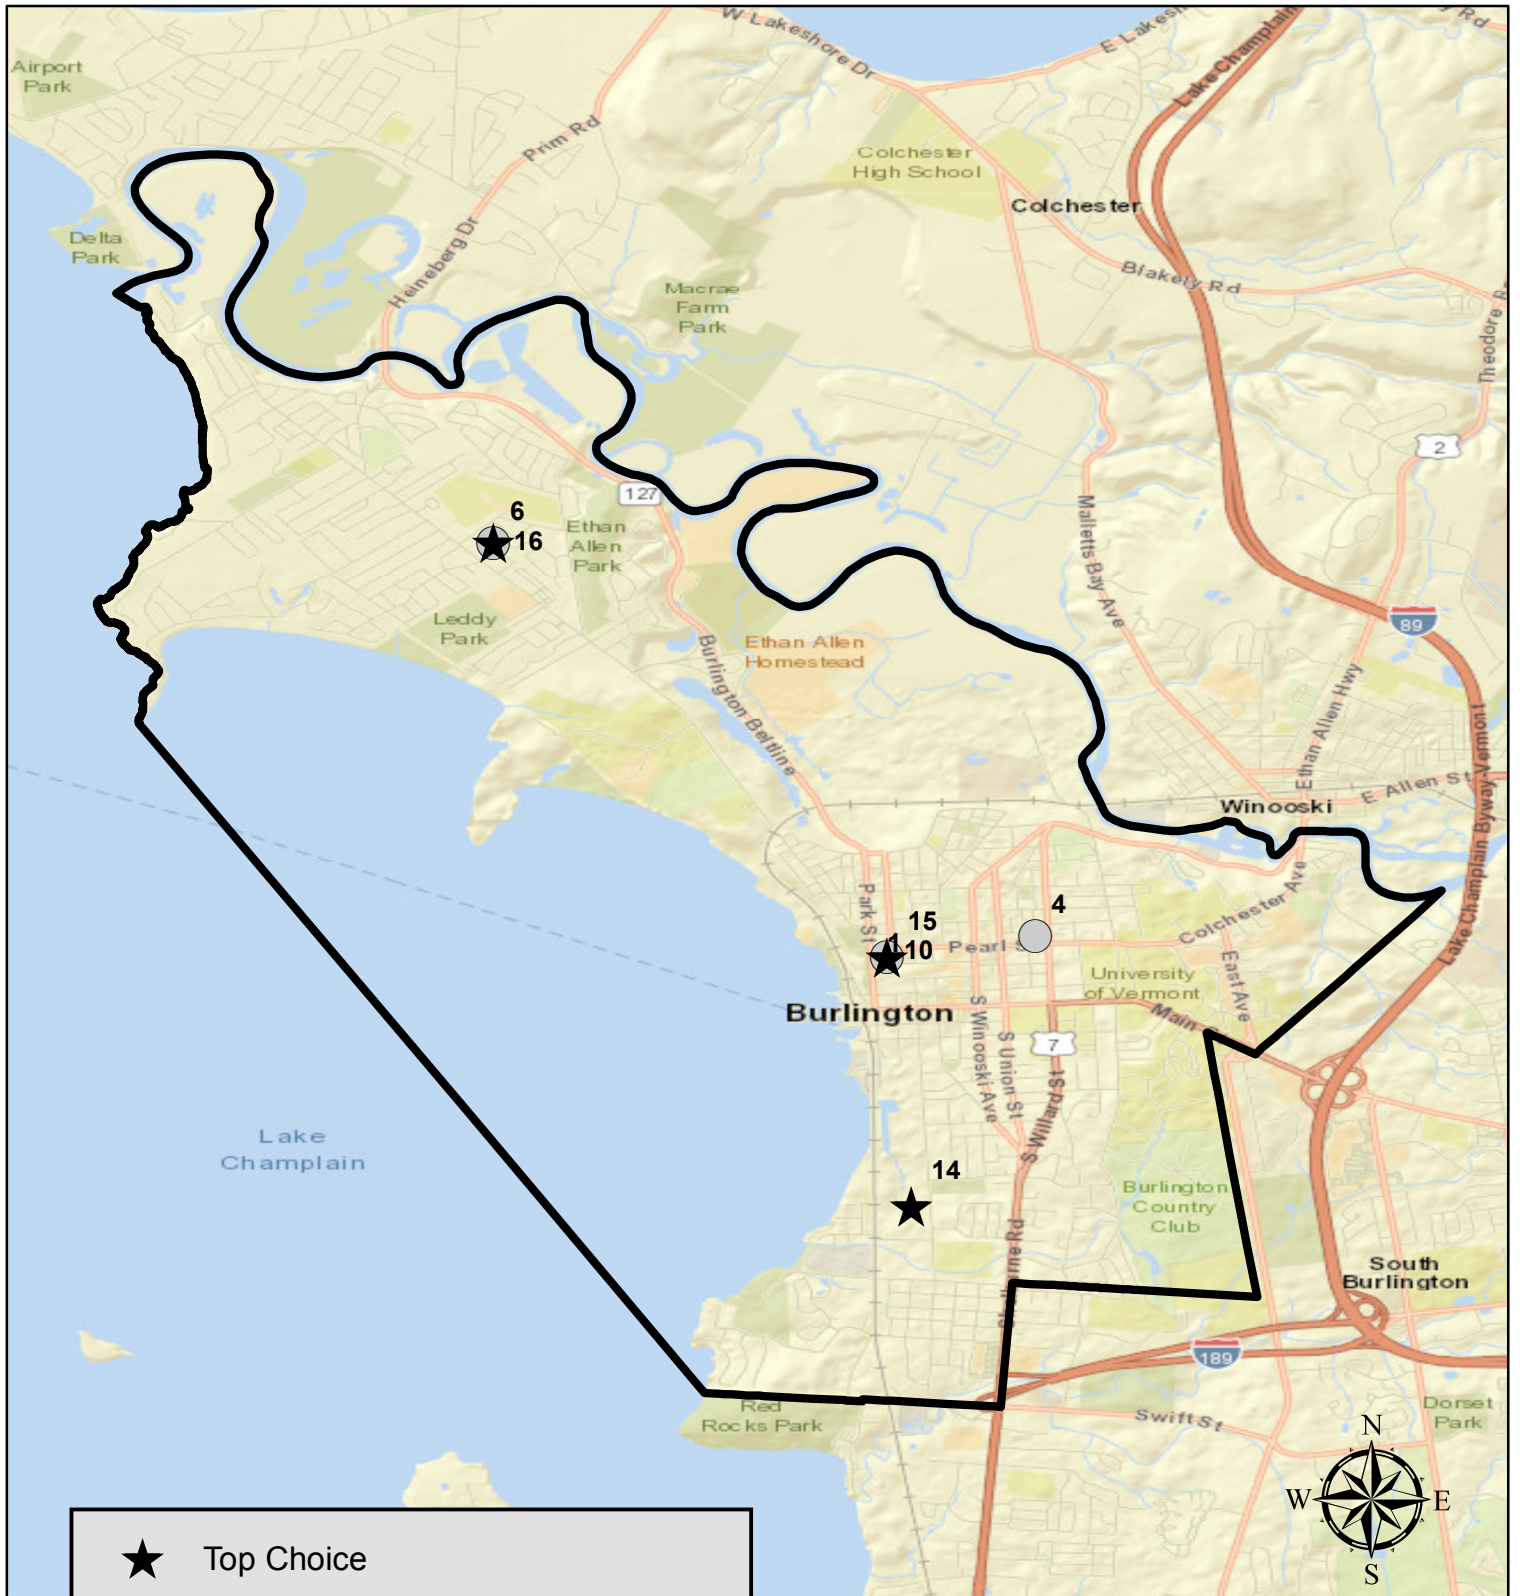 W Lakeshore Dr
Lake Champlain
Airport
Park
Prim Rd
Colchester
High School
Colchester
Delta
Park
Heineberg Dr
Macrae
Farm
Park
Blakely Rd
2
127
6
16
Ethan
Allen
Park
Malletts Bay Ave
89
Leddy
Park
Ethan Allen
Homestead
Burlington Beltline
Ethan Allen Hwy
E Allen St
Winooski
Lake Champlain Byway-Vermont
Park St
15
1
10
4
Pearl
Colchester Ave
East Ave
University
of Vermont
Burlington
Main
S Winooski Ave
S Union St
7
S Willard St
Lake
Champlain
14
Burlington
Country
Club
South
Burlington
189
Red
Rocks Park
Swift St
Dorset
Park
N
W
E
S
Top Choice